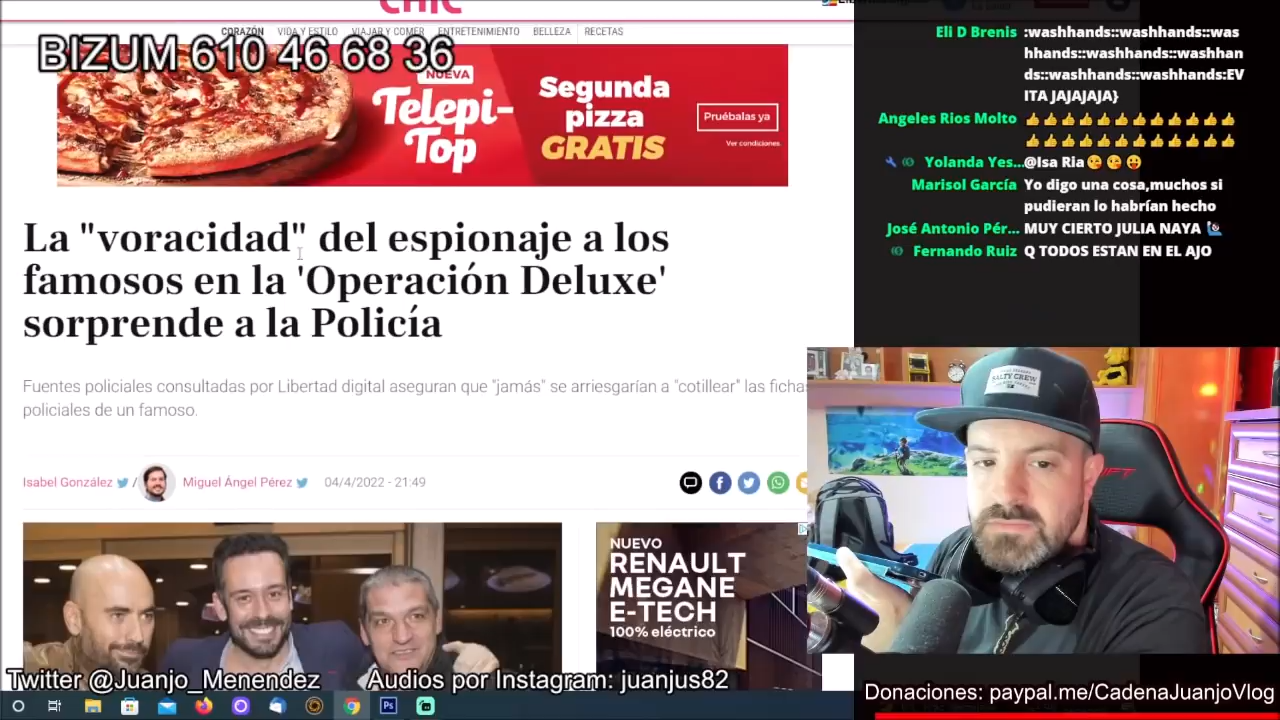 CHIC
CORAZÓN VIDA Y ESTILO VIAJAR Y COMER ENTRETENIMIENTO BELLEZA RECETAS
BIZUM 610 46 68 36
NUEVA
Telepi-
Top
Segunda
pizza
GRATIS
Pruébalas ya
Ver condiciones
La "voracidad" del espionaje a los
famosos en la 'Operación Deluxe'
sorprende a la Policía
Fuentes policiales consultadas por Libertad digital aseguran que "jamás" se arriesgarían a "cotillear" las fichas
policiales de un famoso.
Isabel González / Miguel Ángel Pérez 04/4/2022 - 21:49
NUEVO
RENAULT
MEGANE
E-TECH
100% eléctrico
Twitter @Juanjo_Menendez Audios por Instagram: juanjus82
Eli D Brenis :washhands::washhands::was
hhands::washhands::washhan
ds::washhands::washhands:EV
ITA JAJAJAJA}
Angeles Rios Molto 👍👍👍👍👍👍👍👍👍👍👍👍
👍👍👍👍👍👍👍👍👍👍👍👍
Yolanda Yes... @Isa Ria😘😘😛
Marisol García Yo digo una cosa,muchos si
pudieran lo habrían hecho
José Antonio Pér... MUY CIERTO JULIA NAYA
Fernando Ruiz Q TODOS ESTAN EN EL AJO
SALTY CREW
Donaciones: paypal.me/CadenaJuanjoVlog
Ps